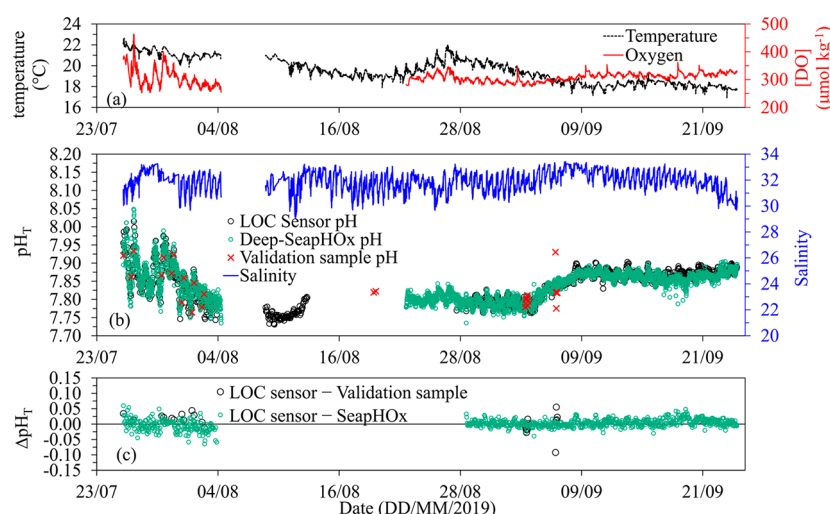 24
22
20
18
16
temperature
(°C)
500
400
300
200
[DO]
(μmol kg-1)
Temperature
Oxygen
(a)
23/07
04/08
16/08
28/08
09/09
21/09
8.20
8.15
8.10
8.05
8.00
7.95
7.90
7.85
7.80
7.75
7.70
pHT
34
32
30
28
26
24
22
20
Salinity
LOC Sensor pH
Deep-SeapHOx pH
Validation sample pH
Salinity
(b)
23/07
04/08
16/08
28/08
09/09
21/09
0.15
0.10
0.05
0.00
-0.05
-0.10
-0.15
ΔpHT
LOC sensor − Validation sample
LOC sensor − SeapHOx
(c)
23/07
04/08
16/08
28/08
09/09
21/09
Date (DD/MM/2019)